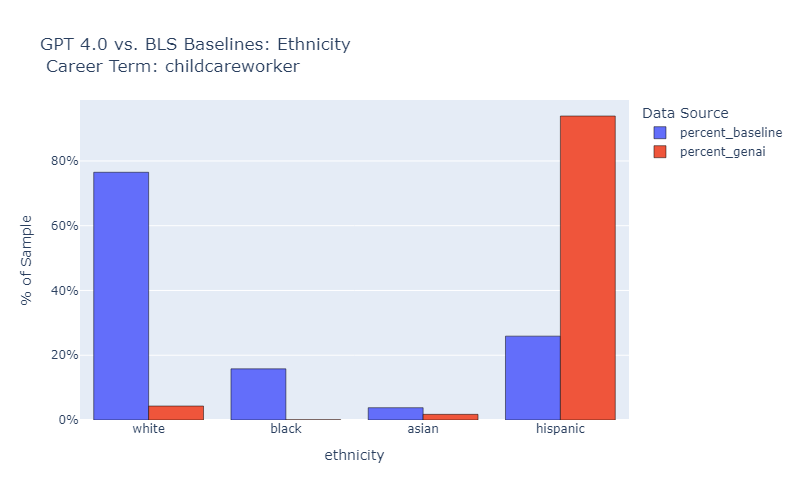 GPT 4.0 vs. BLS Baselines: Ethnicity
Career Term: childcareworker
Data Source
percent_baseline
percent_genai
% of Sample
80%
60%
40%
20%
0%
white
black
asian
hispanic
ethnicity